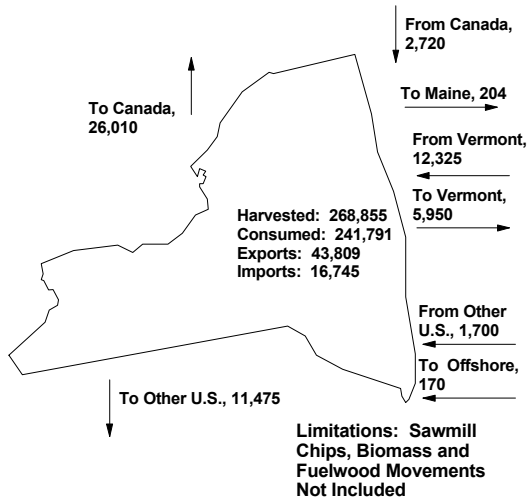 From Canada,
2,720
To Canada,
26,010
To Maine, 204
From Vermont,
12,325
To Vermont,
5,950
Harvested: 268,855
Consumed: 241,791
Exports: 43,809
Imports: 16,745
From Other
U.S., 1,700
To Offshore,
170
To Other U.S., 11,475
Limitations: Sawmill
Chips, Biomass and
Fuelwood Movements
Not Included